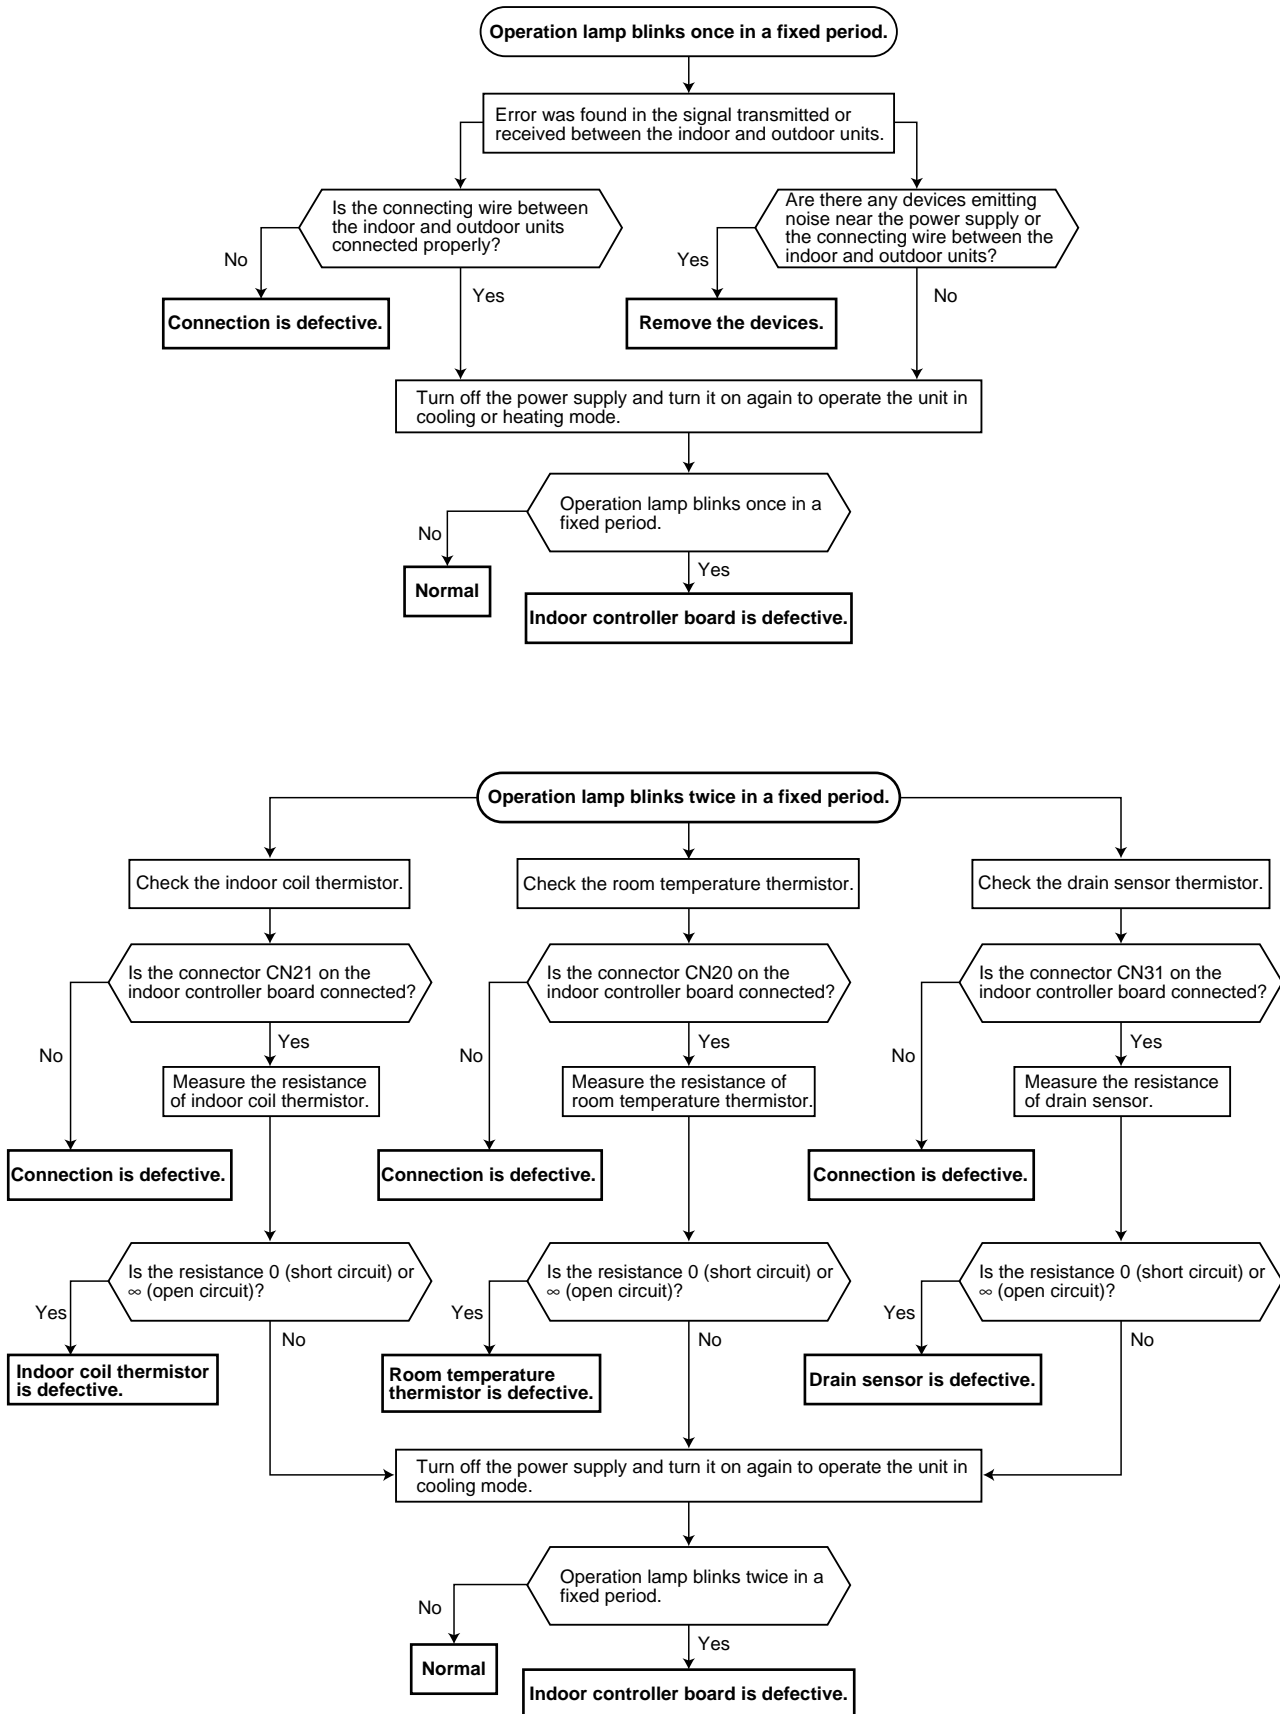 Operation lamp blinks once in a fixed period.
Error was found in the signal transmitted or
received between the indoor and outdoor units.
Is the connecting wire between
the indoor and outdoor units
connected properly?
Are there any devices emitting
noise near the power supply or
the connecting wire between the
indoor and outdoor units?
No
Yes
Yes
No
Connection is defective.
Remove the devices.
Turn off the power supply and turn it on again to operate the unit in
cooling or heating mode.
Operation lamp blinks once in a
fixed period.
No
Yes
Normal
Indoor controller board is defective.
Operation lamp blinks twice in a fixed period.
Check the indoor coil thermistor.
Check the room temperature thermistor.
Check the drain sensor thermistor.
Is the connector CN21 on the
indoor controller board connected?
Is the connector CN20 on the
indoor controller board connected?
Is the connector CN31 on the
indoor controller board connected?
No
Yes
No
Yes
No
Yes
Measure the resistance
of indoor coil thermistor.
Measure the resistance of
room temperature thermistor.
Measure the resistance
of drain sensor.
Connection is defective.
Connection is defective.
Connection is defective.
Is the resistance 0 (short circuit) or
∞ (open circuit)?
Is the resistance 0 (short circuit) or
∞ (open circuit)?
Is the resistance 0 (short circuit) or
∞ (open circuit)?
Yes
No
Yes
No
Yes
No
Indoor coil thermistor
is defective.
Room temperature
thermistor is defective.
Drain sensor is defective.
Turn off the power supply and turn it on again to operate the unit in
cooling mode.
Operation lamp blinks twice in a
fixed period.
No
Yes
Normal
Indoor controller board is defective.